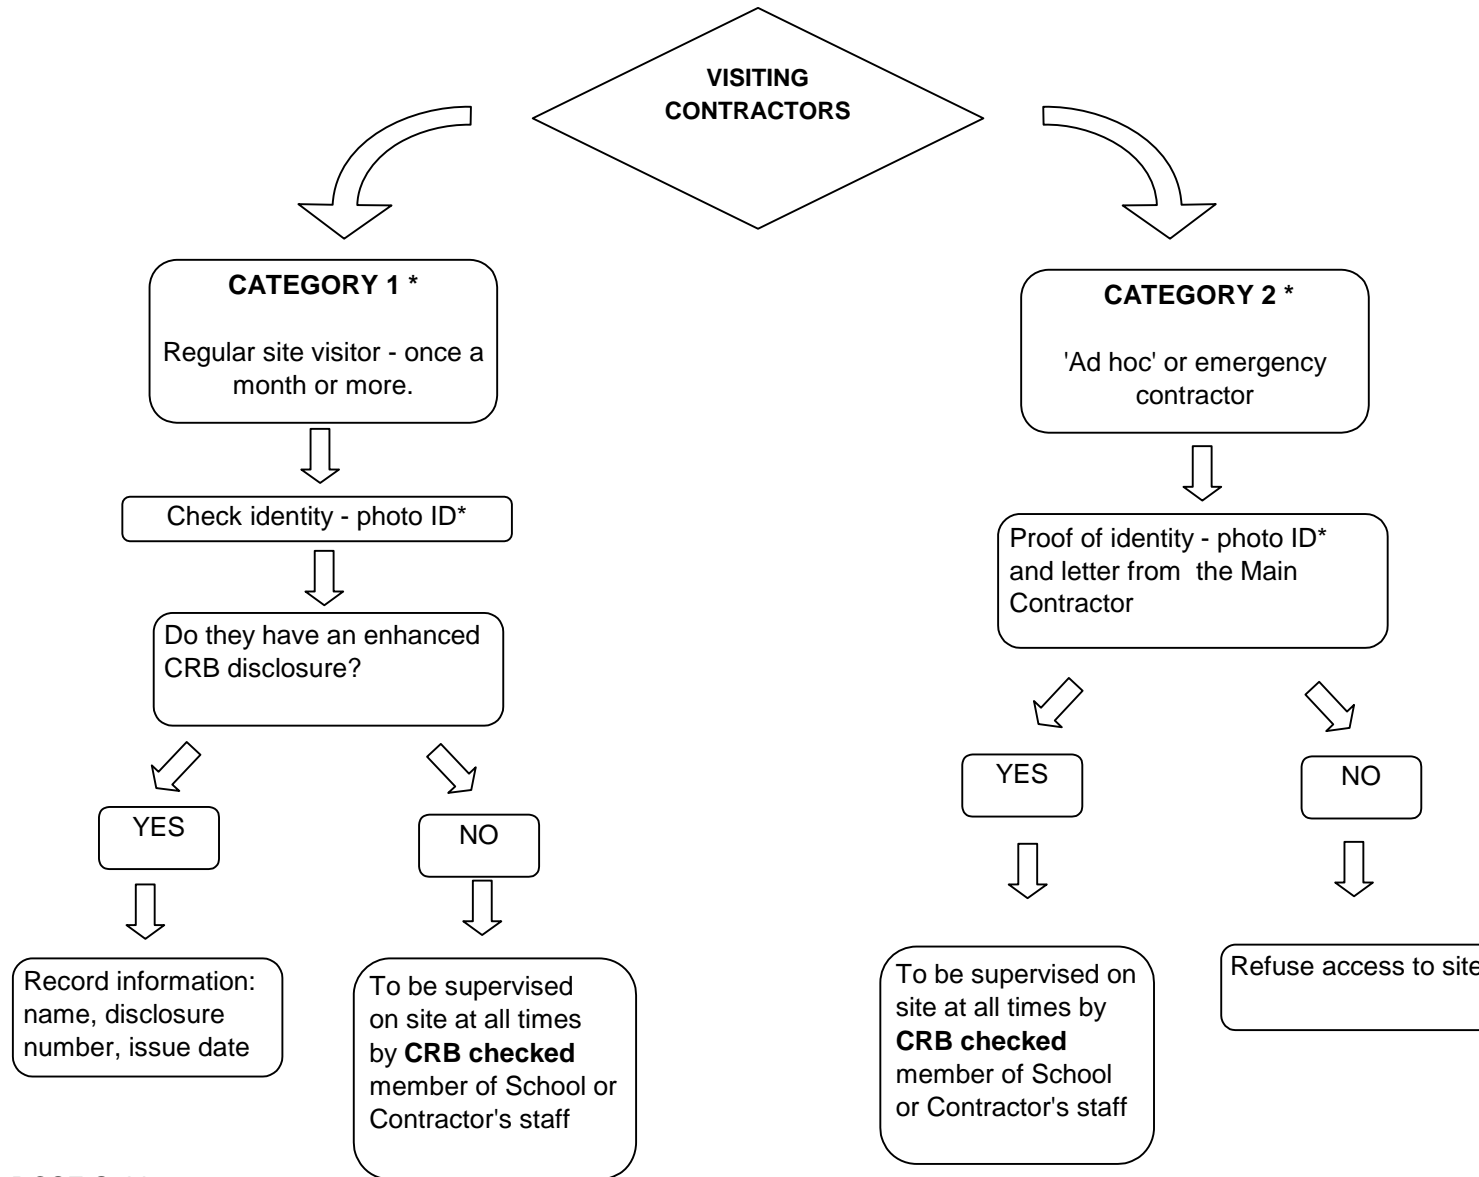 VISITING
CONTRACTORS
CATEGORY 1 *
Regular site visitor - once a
month or more.
Check identity - photo ID*
Do they have an enhanced
CRB disclosure?
YES
NO
Record information:
name, disclosure
number, issue date
To be supervised
on site at all times
by CRB checked
member of School or
Contractor's staff
CATEGORY 2 *
'Ad hoc' or emergency
contractor
Proof of identity - photo ID*
and letter from the Main
Contractor
YES
NO
To be supervised on
site at all times by
CRB checked
member of School
or Contractor's staff
Refuse access to site